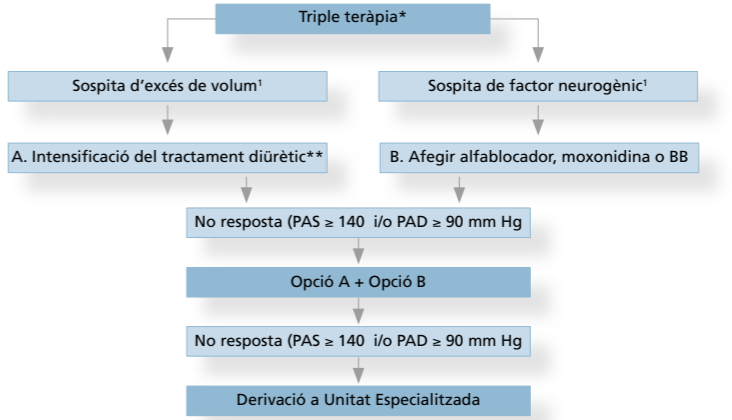 Triple teràpia*
Sospita d'excés de volum¹
Sospita de factor neurogènic¹
A. Intensificació del tractament diürètic**
B. Afegir alfablocador, moxonidina o BB
No resposta (PAS ≥ 140 i/o PAD ≥ 90 mm Hg
Opció A + Opció B
No resposta (PAS ≥ 140 i/o PAD ≥ 90 mm Hg
Derivació a Unitat Especialitzada